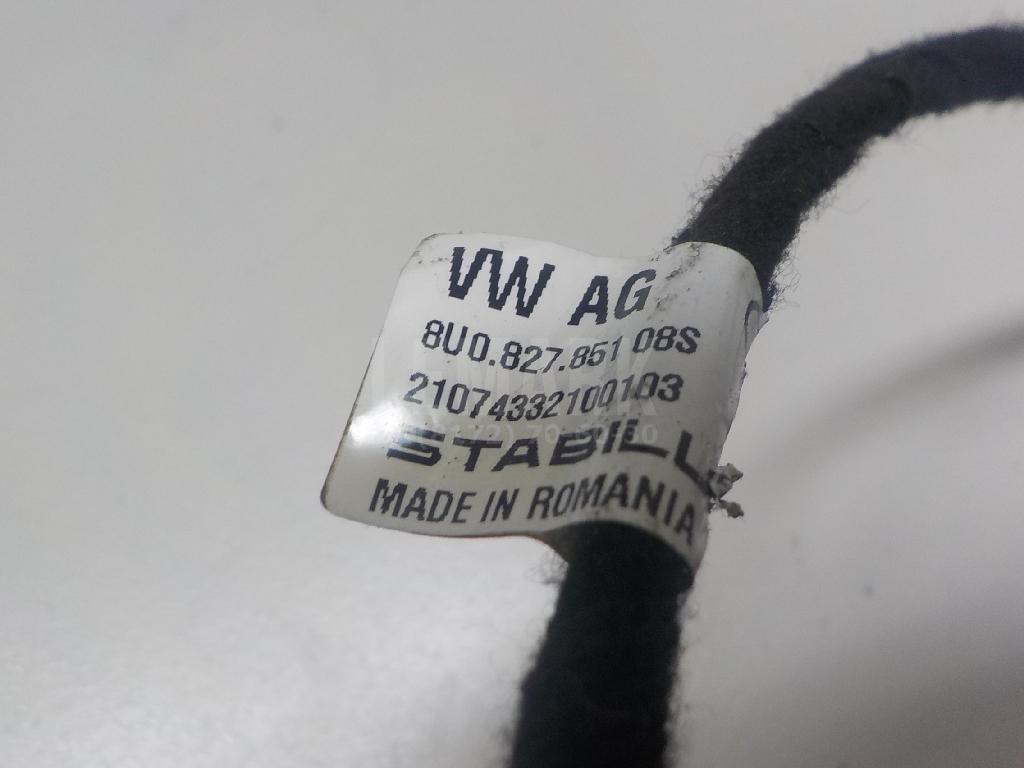 VW AG
8U0.827.851 08S
21074332100103
STABILL
MADE IN ROMANIA